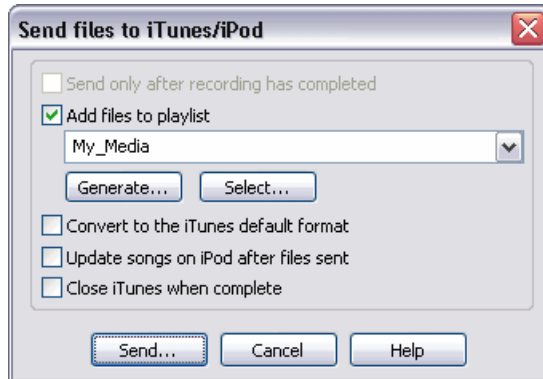 Send files to iTunes/iPod
Send only after recording has completed
Add files to playlist
My_Media
Generate... Select...
Convert to the iTunes default format
Update songs on iPod after files sent
Close iTunes when complete
Send... Cancel Help